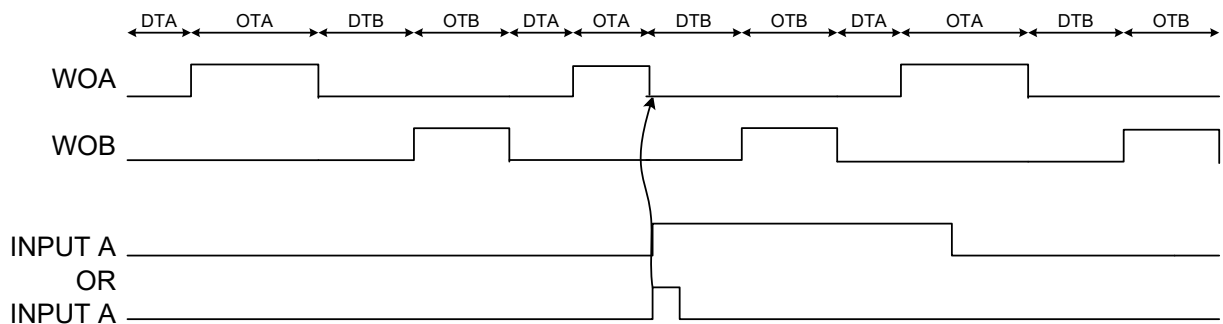 DTA OTA DTB OTB DTA OTA DTB OTB DTA OTA DTB OTB
WOA
WOB
INPUT A
OR
INPUT A